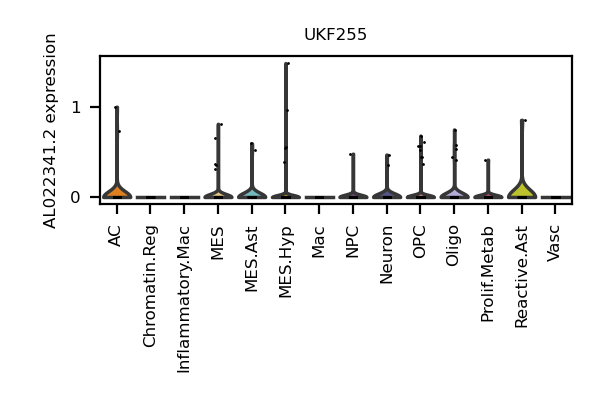 UKF255
AL022341.2 expression
1
0
AC
Chromatin.Reg
Inflammatory.Mac
MES
MES.Ast
MES.Hyp
Mac
NPC
Neuron
OPC
Oligo
Prolif.Metab
Reactive.Ast
Vasc